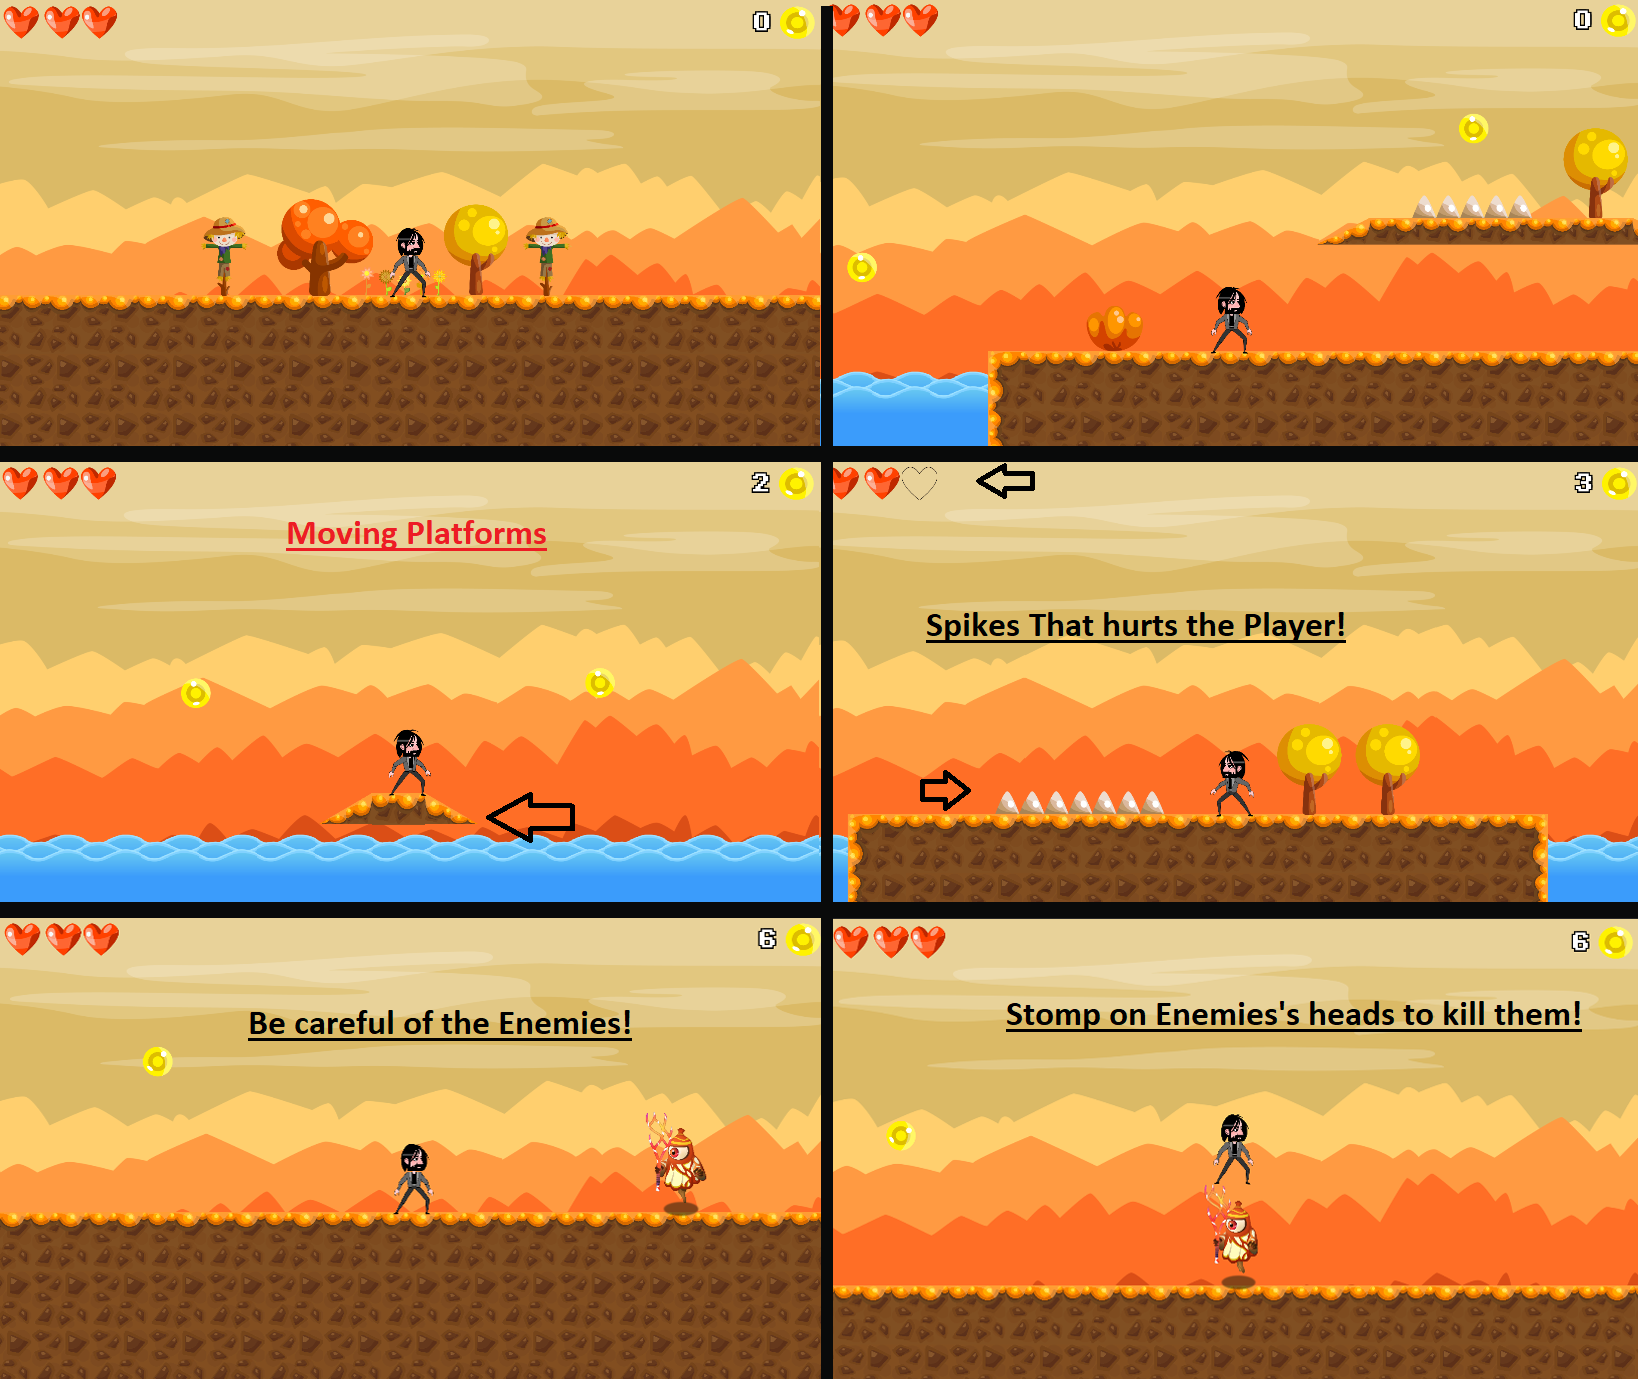 0
0
2
Moving Platforms
3
Spikes That hurts the Player!
6
Be careful of the Enemies!
6
Stomp on Enemies's heads to kill them!